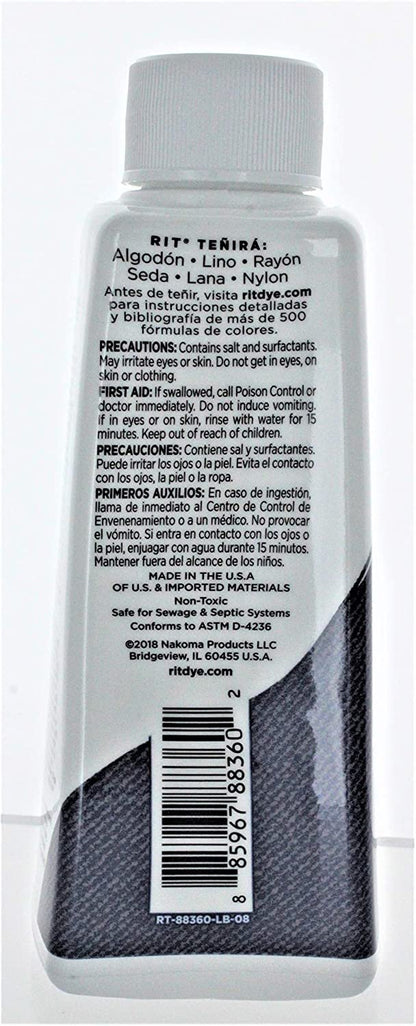 RIT® TEÑIRÁ:
Algodón • Lino • Rayón
Seda • Lana • Nylon
Antes de teñir, visita ritdye.com
para instrucciones detalladas
y bibliografía de más de 500
fórmulas de colores.
PRECAUTIONS: Contains salt and surfactants.
May irritate eyes or skin. Do not get in eyes, on
skin or clothing.
FIRST AID: If swallowed, call Poison Control or
doctor immediately. Do not induce vomiting.
If in eyes or on skin, rinse with water for 15
minutes. Keep out of reach of children.
PRECAUCIONES: Contiene sal y surfactantes.
Puede irritar los ojos o la piel. Evita el contacto
con los ojos, la piel o la ropa.
PRIMEROS AUXILIOS: En caso de ingestión,
llama de inmediato al Centro de Control de
Envenenamiento o a un médico. No provocar
el vómito. Si entra en contacto con los ojos o
la piel, enjuagar con agua durante 15 minutos.
Mantener fuera del alcance de los niños.
MADE IN THE U.S.A
OF U.S. & IMPORTED MATERIALS
Non-Toxic
Safe for Sewage & Septic Systems
Conforms to ASTM D-4236
©2018 Nakoma Products LLC
Bridgeview, IL 60455 U.S.A.
ritdye.com
8 85967 88360 2
RT-88360-LB-08